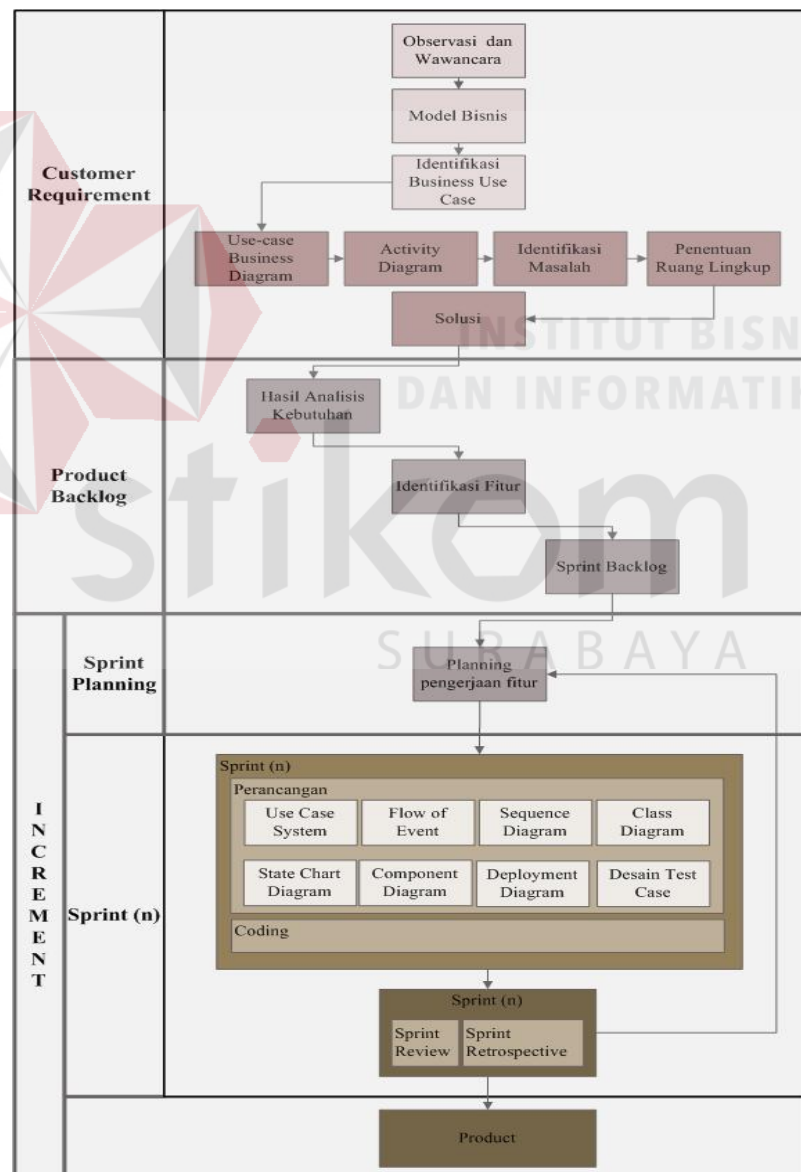 Observasi dan
Wawancara
Model Bisnis
Customer
Requirement
Identifikasi
Business Use
Case
Use-case
Business
Diagram
Activity
Diagram
Identifikasi
Masalah
Penentuan
Ruang Lingkup
Solusi
INSTITUT BISN
DAN INFORMATIK
Product
Backlog
Hasil Analisis
Kebutuhan
Identifikasi Fitur
Sprint Backlog
stikom
SURABAYA
INCREMENT
Sprint
Planning
Planning
pengerjaan fitur
Sprint (n)
Sprint (n)
Perancangan
Use Case
System
Flow of
Event
Sequence
Diagram
Class
Diagram
State Chart
Diagram
Component
Diagram
Deployment
Diagram
Desain Test
Case
Coding
Sprint (n)
Sprint
Review
Sprint
Retrospective
Product